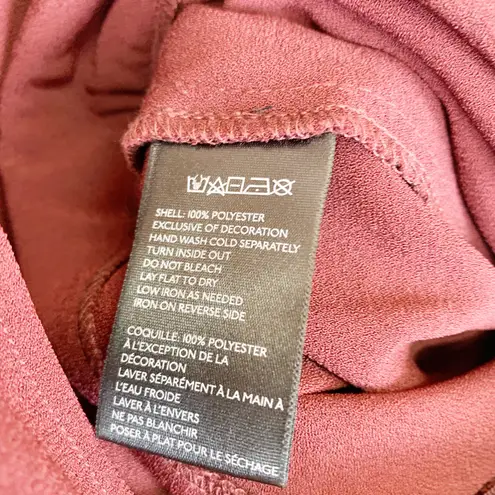 SHELL: 100% POLYESTER
EXCLUSIVE OF DECORATION
HAND WASH COLD SEPARATELY
TURN INSIDE OUT
DO NOT BLEACH
LAY FLAT TO DRY
LOW IRON AS NEEDED
IRON ON REVERSE SIDE
COQUILLE: 100% POLYESTER
À L'EXCEPTION DE LA
DÉCORATION
LAVER SÉPARÉMENT À LA MAIN À
L'EAU FROIDE
LAVER À L'ENVERS
NE PAS BLANCHIR
POSER À PLAT POUR LE SÉCHAGE